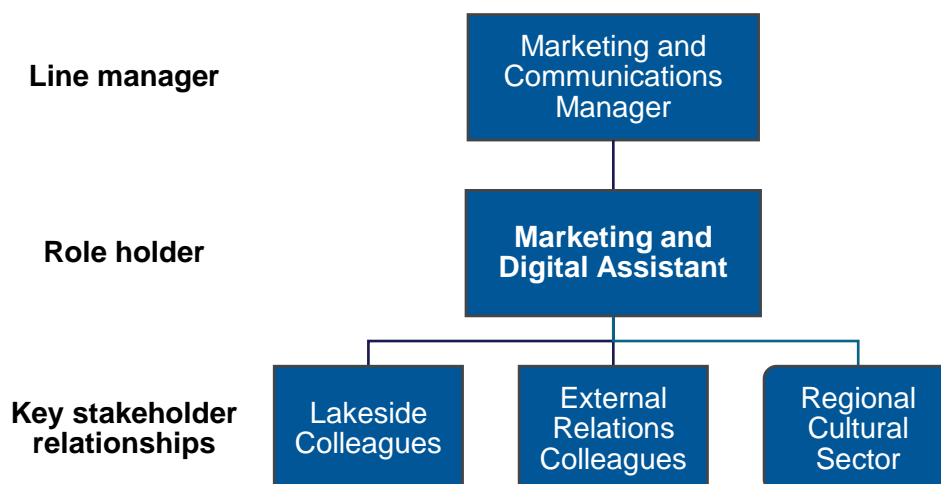 Line manager
Marketing and
Communications
Manager
Role holder
Marketing and
Digital Assistant
Key stakeholder
relationships
Lakeside
Colleagues
External
Relations
Colleagues
Regional
Cultural
Sector